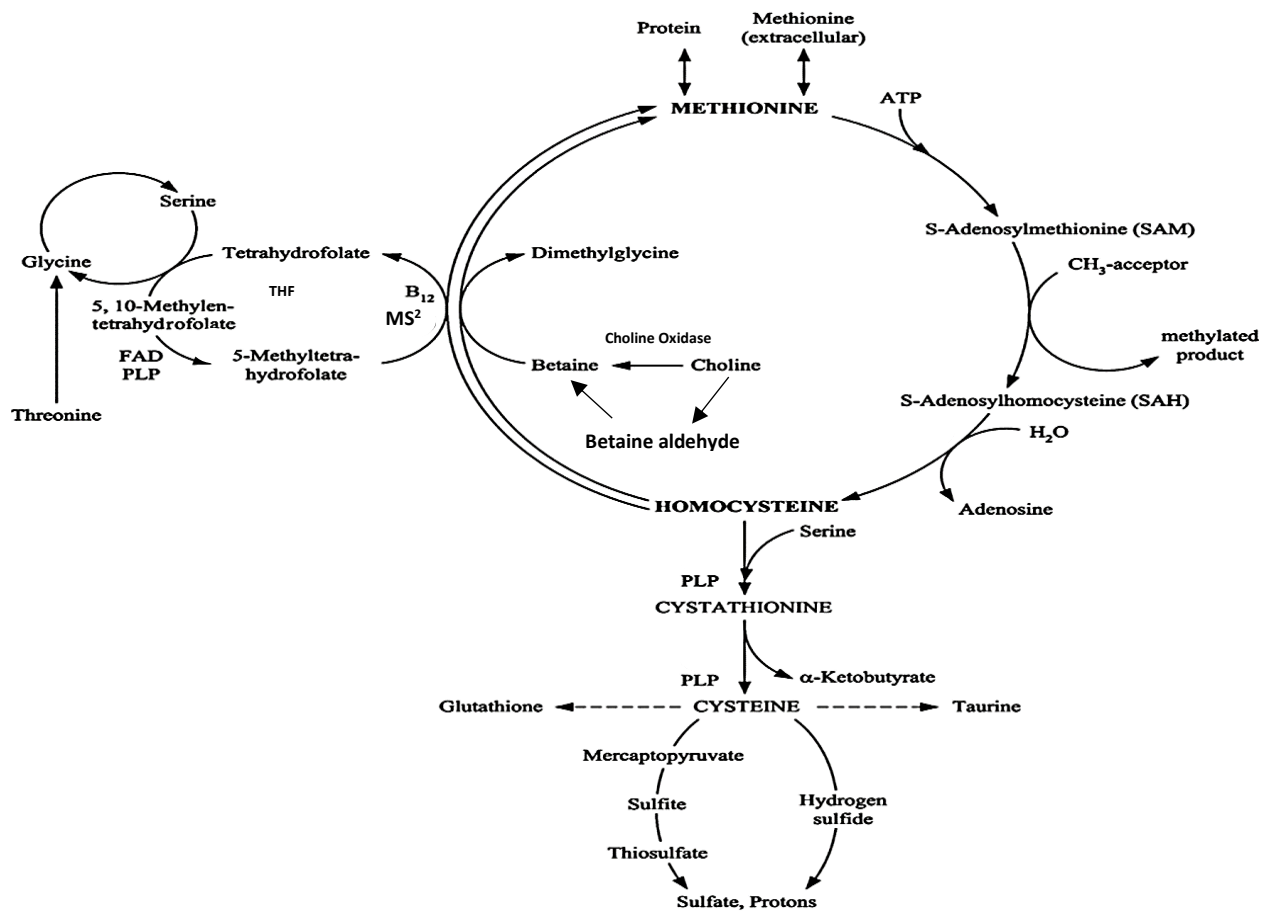 Protein
Methionine
(extracellular)
METHIONINE
ATP
Serine
Glycine
Tetrahydrofolate
THF
5, 10-Methylen-
tetrahydrofolate
FAD
PLP
5-Methyltetra-
hydrofolate
Threonine
B₁₂
MS²
Dimethylglycine
Choline Oxidase
Betaine
Choline
Betaine aldehyde
S-Adenosylmethionine (SAM)
CH₃-acceptor
methylated
product
S-Adenosylhomocysteine (SAH)
H₂O
Adenosine
HOMOCYSTEINE
Serine
PLP
CYSTATHIONINE
PLP
α-Ketobutyrate
Glutathione
CYSTEINE
Taurine
Mercaptopyruvate
Sulfite
Thiosulfate
Hydrogen
sulfide
Sulfate, Protons